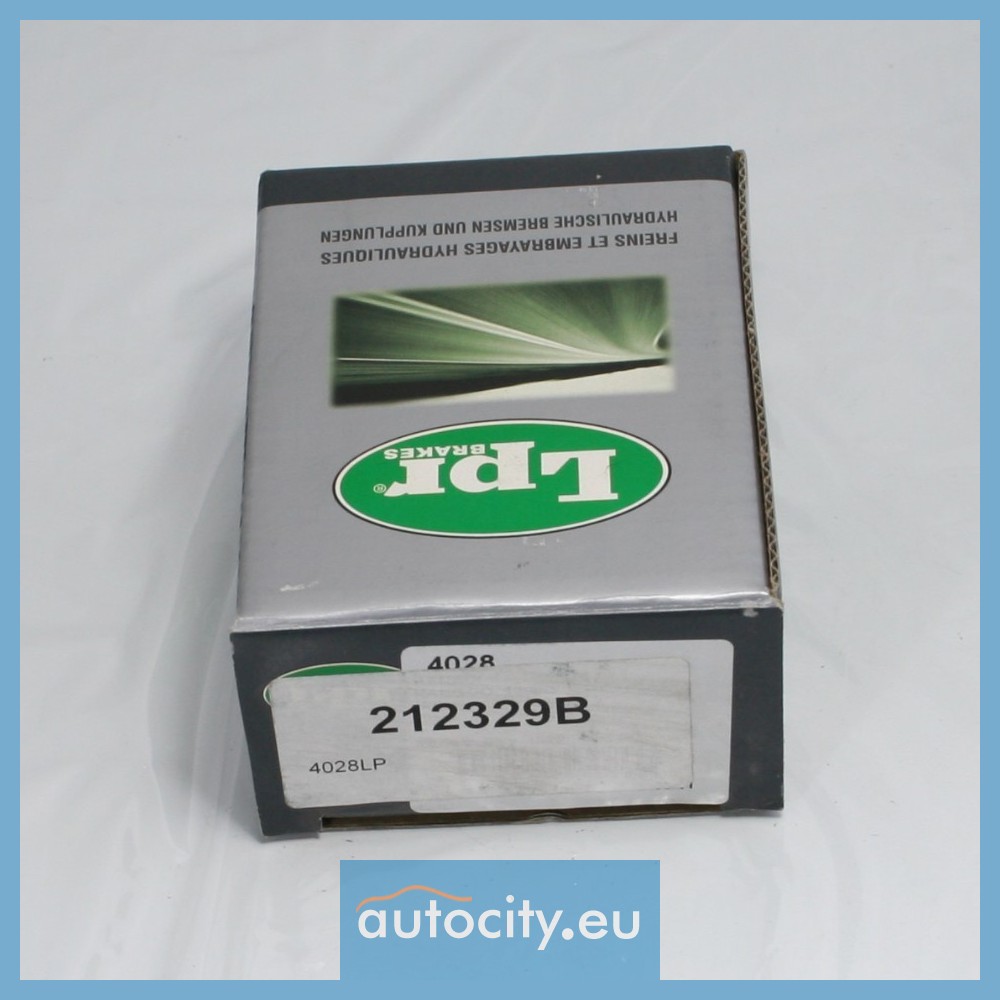 FREINS ET EMBRAYAGES HYDRAULIQUES
HYDRAULISCHE BREMSEN UND KUPPLUNGEN
Lpr®
BRAKES
4028
212329B
4028LP
autocity.eu